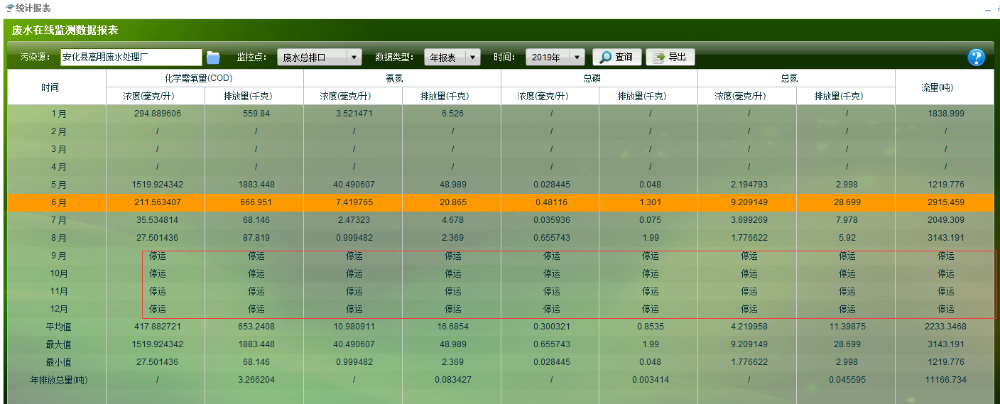 统计报表
废水在线监测数据报表
污染源： 安化县高明废水处理厂 监控点： 废水总排口 数据类型： 年报表 时间： 2019年 查询 导出
时间 化学需氧量(COD) 氨氮 总磷 总氮 流量(吨)
浓度(毫克/升) 排放量(千克) 浓度(毫克/升) 排放量(千克) 浓度(毫克/升) 排放量(千克) 浓度(毫克/升) 排放量(千克)
1月 294.889606 559.84 3.521471 6.526 / / / / 1838.999
2月 / / / / / / / / /
3月 / / / / / / / / /
4月 / / / / / / / / /
5月 1519.924342 1883.448 40.490607 48.989 0.028445 0.048 2.194793 2.998 1219.776
6月 211.563407 666.951 7.419765 20.865 0.48116 1.301 9.209149 28.699 2915.459
7月 35.534814 68.146 2.47323 4.678 0.035936 0.075 3.699269 7.978 2049.309
8月 27.501436 87.819 0.999482 2.369 0.655743 1.99 1.776622 5.92 3143.191
9月 停运 停运 停运 停运 停运 停运 停运 停运 停运
10月 停运 停运 停运 停运 停运 停运 停运 停运 停运
11月 停运 停运 停运 停运 停运 停运 停运 停运 停运
12月 停运 停运 停运 停运 停运 停运 停运 停运 停运
平均值 417.882721 653.2408 10.980911 16.6854 0.300321 0.8535 4.219958 11.39875 2233.3468
最大值 1519.924342 1883.448 40.490607 48.989 0.655743 1.99 9.209149 28.699 3143.191
最小值 27.501436 68.146 0.999482 2.369 0.028445 0.048 1.776622 2.998 1219.776
年排放总量(吨) / 3.266204 / 0.083427 / 0.003414 / 0.045595 11166.734